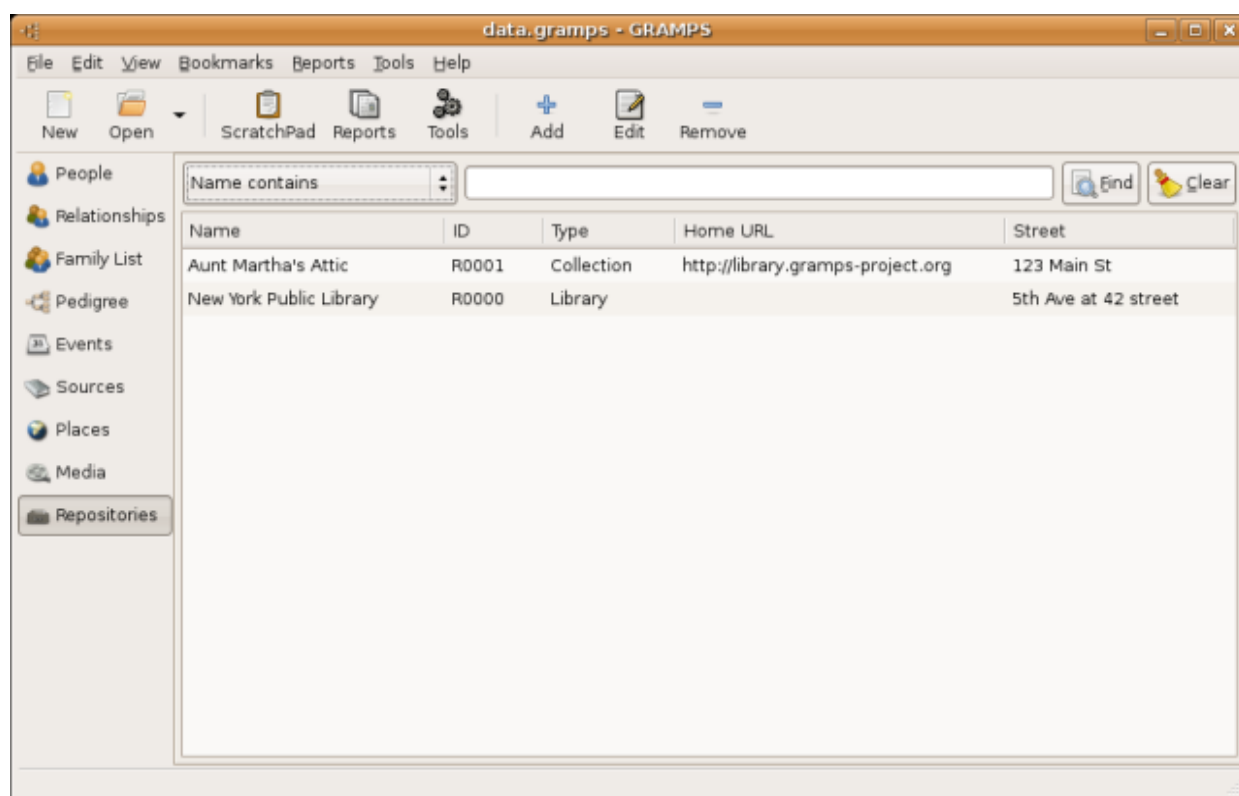 data.gramps - GRAMPS
File Edit View Bookmarks Reports Tools Help
New Open ScratchPad Reports Tools Add Edit Remove
People
Relationships
Family List
Pedigree
Events
Sources
Places
Media
Repositories
Name contains Find Clear
Name ID Type Home URL Street
Aunt Martha's Attic R0001 Collection http://library.gramps-project.org 123 Main St
New York Public Library R0000 Library 5th Ave at 42 street